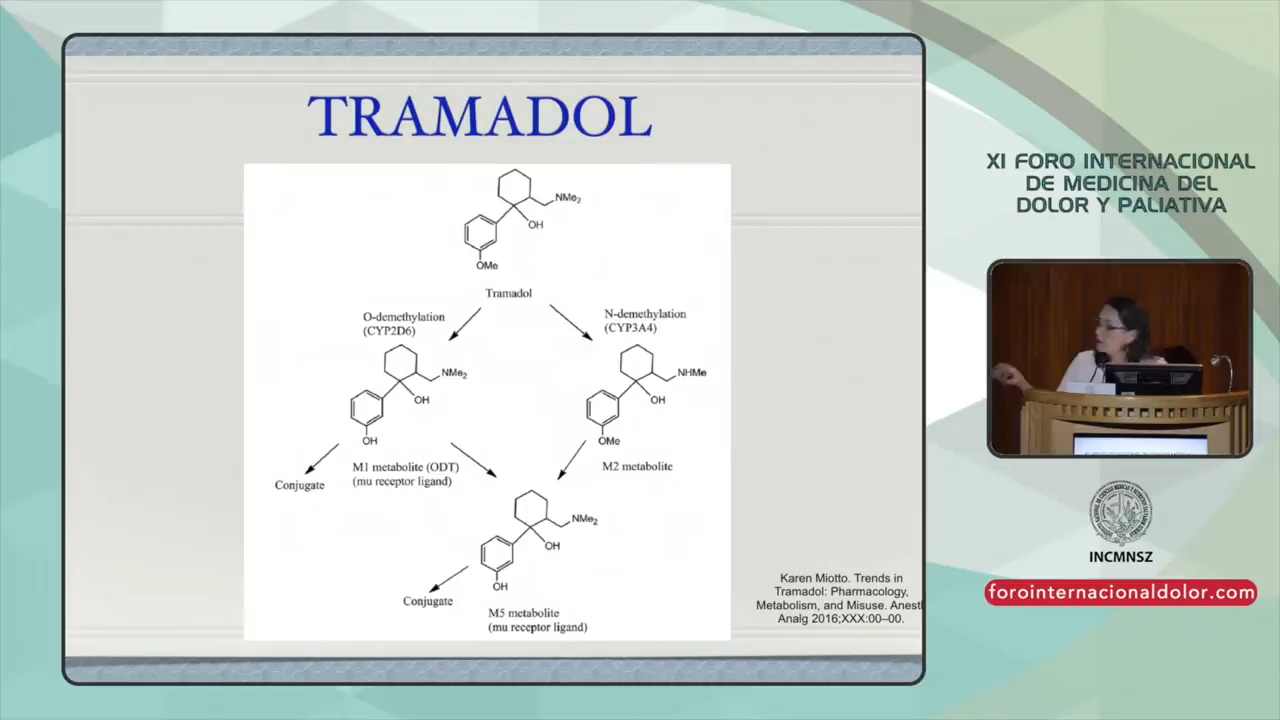 TRAMADOL
NMe2
OH
OMe
Tramadol
O-demethylation
(CYP2D6)
N-demethylation
(CYP3A4)
NMe2
OH
OH
NHMe
OH
OMe
M1 metabolite (ODT)
(mu receptor ligand)
M2 metabolite
Conjugate
NMe2
OH
OH
Conjugate
M5 metabolite
(mu receptor ligand)
Karen Miotto. Trends in
Tramadol: Pharmacology,
Metabolism, and Misuse. Anest
Analg 2016;XXX:00–00.
XI FORO INTERNACIONAL
DE MEDICINA DEL
DOLOR Y PALIATIVA
INCMNSZ
forointernacionaldolor.com